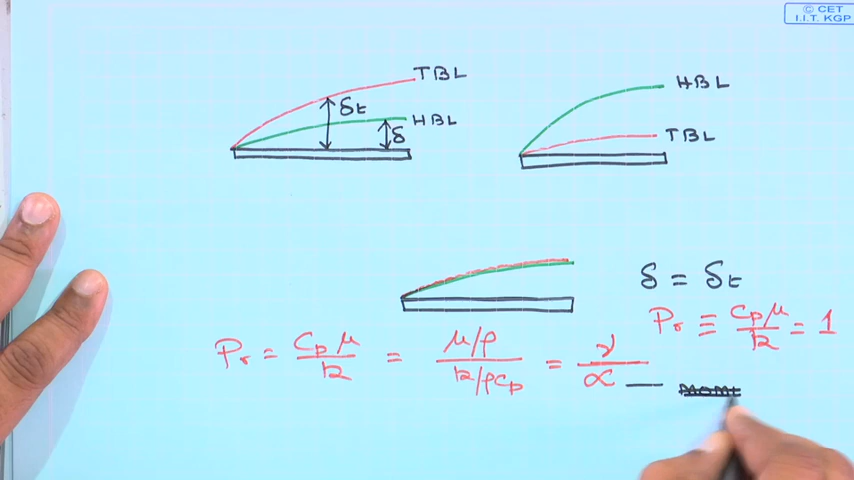 © CET
I.I.T. KGP
TBL
δt
HBL
δ
HBL
TBL
δ = δt
Pr ≡ Cpμ/k = 1
Pr = Cpμ/k = μ/ρ / k/ρCp = ν/α —